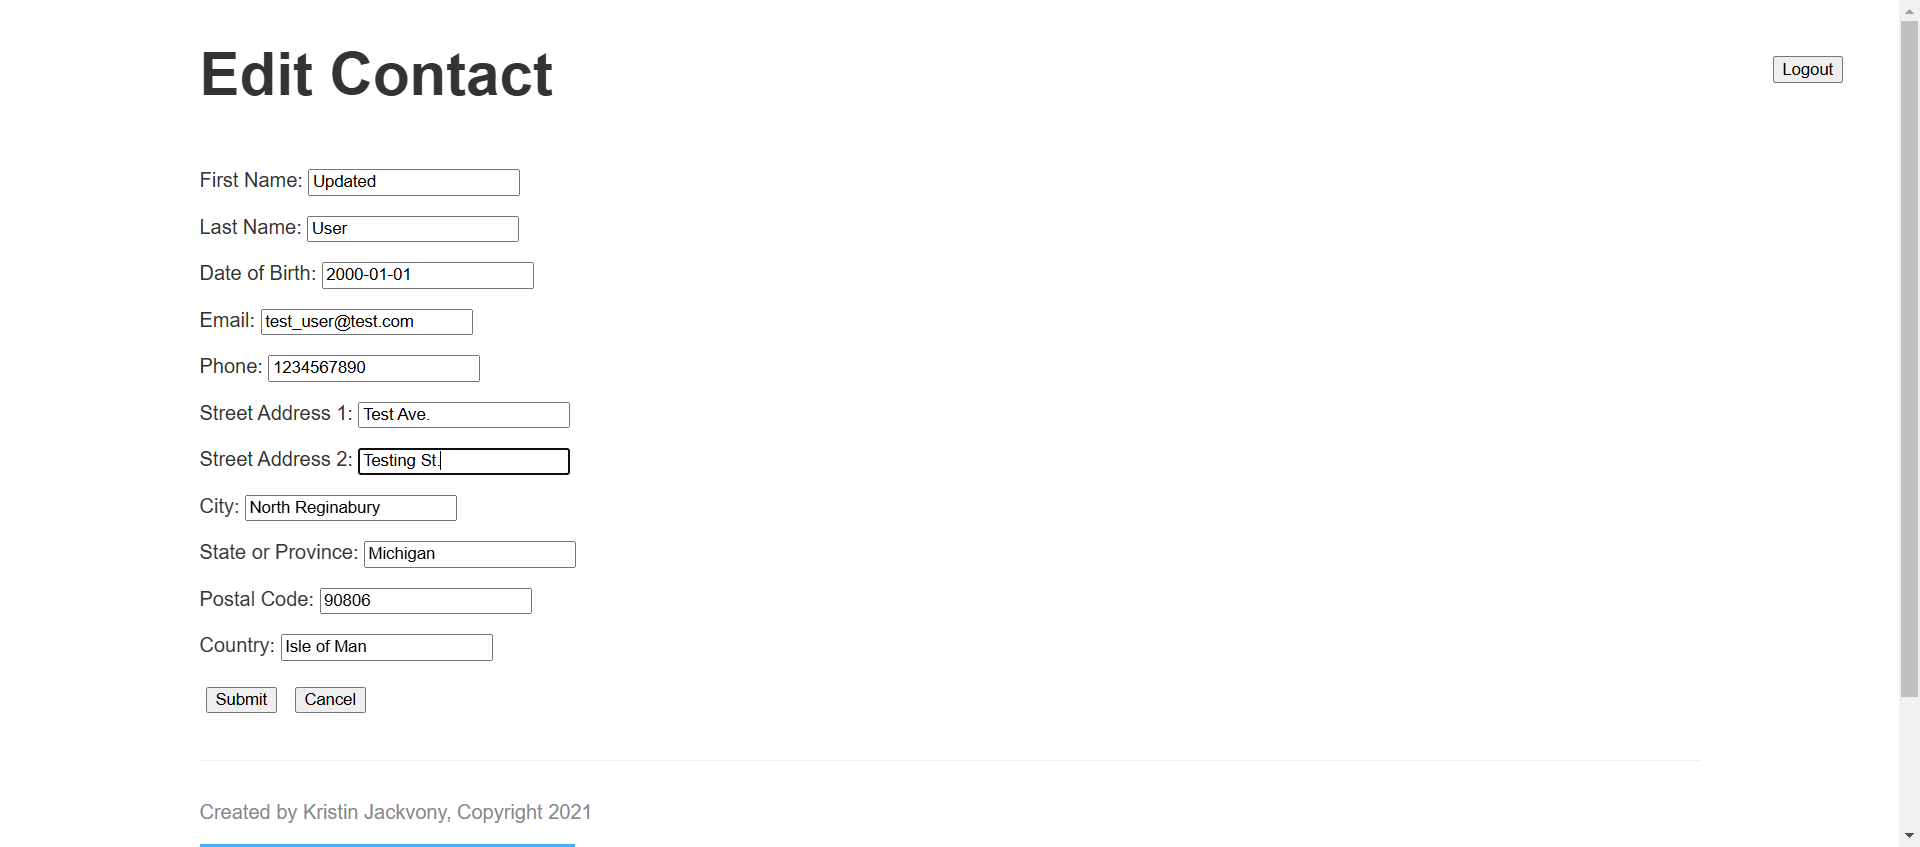 Edit Contact
Logout
First Name: Updated
Last Name: User
Date of Birth: 2000-01-01
Email: test_user@test.com
Phone: 1234567890
Street Address 1: Test Ave.
Street Address 2: Testing St.
City: North Reginabury
State or Province: Michigan
Postal Code: 90806
Country: Isle of Man
Submit Cancel
Created by Kristin Jackvony, Copyright 2021